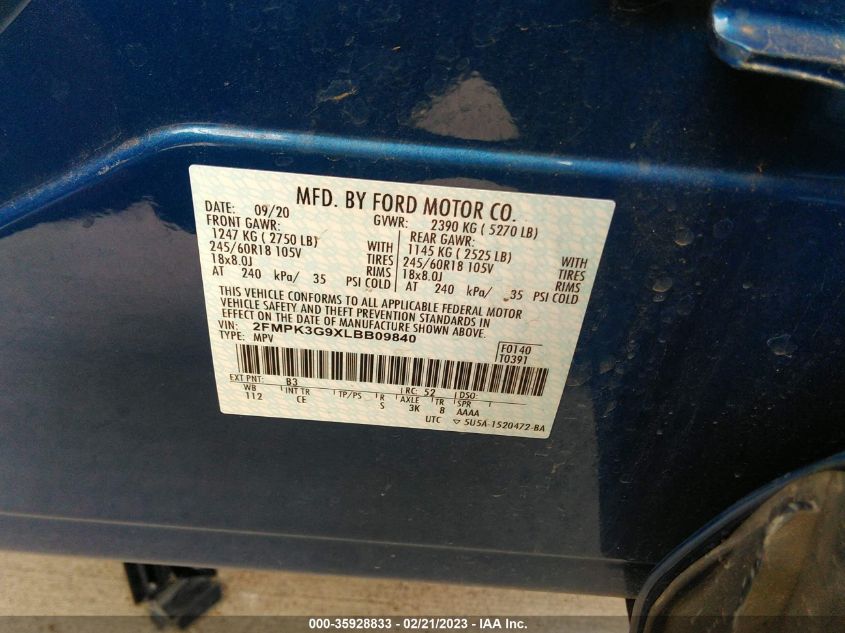 MFD. BY FORD MOTOR CO.
DATE: 09/20 GVWR: 2390 KG ( 5270 LB)
FRONT GAWR: REAR GAWR:
1247 KG ( 2750 LB) WITH 1145 KG ( 2525 LB) WITH
245/60R18 105V TIRES 245/60R18 105V TIRES
18x8.0J RIMS 18x8.0J RIMS
AT 240 kPa/ 35 PSI COLD AT 240 kPa/ 35 PSI COLD
THIS VEHICLE CONFORMS TO ALL APPLICABLE FEDERAL MOTOR
VEHICLE SAFETY AND THEFT PREVENTION STANDARDS IN
EFFECT ON THE DATE OF MANUFACTURE SHOWN ABOVE.
VIN: 2FMPK3G9XLBB09840
TYPE: MPV
F0140
T0391
EXT PNT: B3 RC: 52 DSO:
WB INT TR TP/PS R AXLE TR SPR
112 CE S 3K 8 AAAA
UTC ▽ 5U5A-1520472-BA
000-35928833 - 02/21/2023 - IAA Inc.